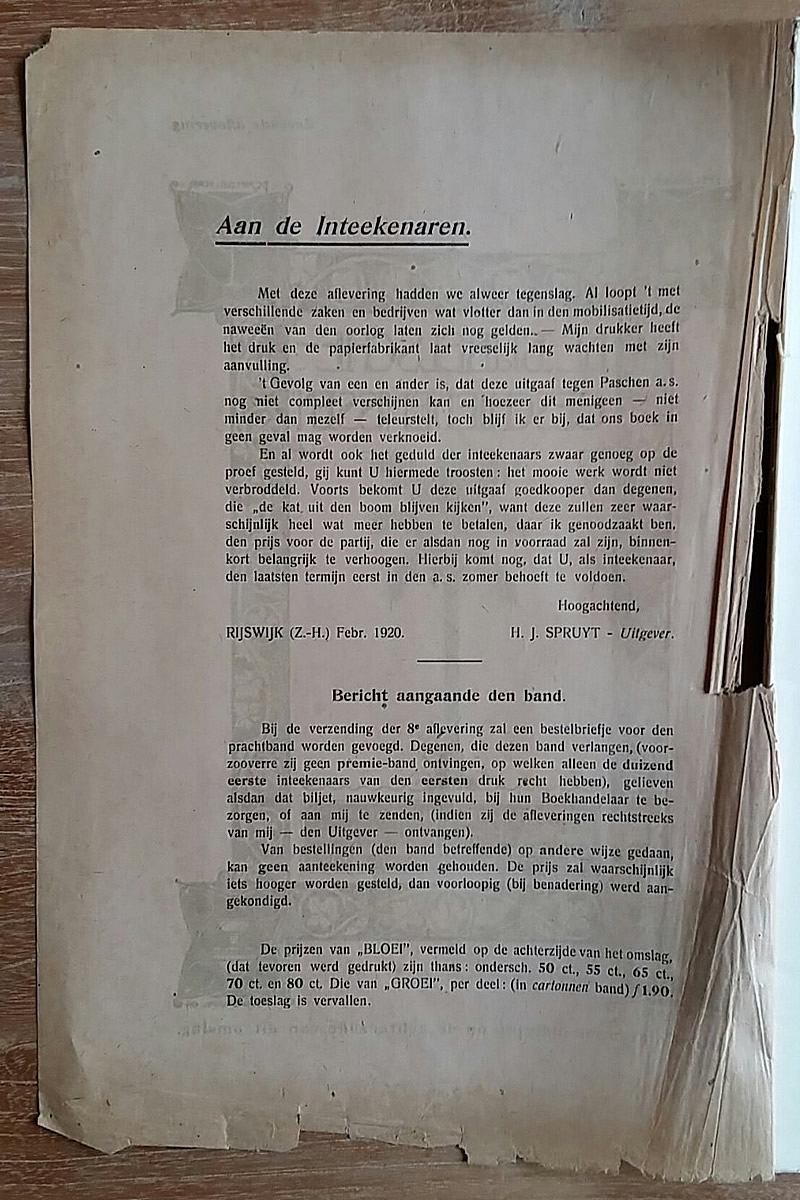 Aan de Inteekenaren.
Met deze aflevering hadden we alweer tegenslag. Al loopt 't met
verschillende zaken en bedrijven wat vlotter dan in den mobilisatietijd, de
naweeën van den oorlog laten zich nog gelden. — Mijn drukker heeft
het druk en de papierfabrikant laat vreeselijk lang wachten met zijn
aanvulling.
't Gevolg van een en ander is, dat deze uitgaaf tegen Paschen a. s.
nog niet compleet verschijnen kan en hoezeer dit menigeen — niet
minder dan mezelf — teleurstelt, toch blijf ik er bij, dat ons boek in
geen geval mag worden verknoeid.
En al wordt ook het geduld der inteekenaars zwaar genoeg op de
proef gesteld, gij kunt U hiermede troosten: het mooie werk wordt niet
verbroddeld. Voorts bekomt U deze uitgaaf goedkooper dan degenen,
die „de kat uit den boom blijven kijken", want deze zullen zeer waar-
schijnlijk heel wat meer hebben te betalen, daar ik genoodzaakt ben,
den prijs voor de partij, die er alsdan nog in voorraad zal zijn, binnen-
kort belangrijk te verhoogen. Hierbij komt nog, dat U, als inteekenaar,
den laatsten termijn eerst in den a. s. zomer behoeft te voldoen.
Hoogachtend,
RIJSWIJK (Z.-H.) Febr. 1920. H. J. SPRUYT - Uitgever.
Bericht aangaande den band.
Bij de verzending der 8e aflevering zal een bestelbriefje voor den
prachtband worden gevoegd. Degenen, die dezen band verlangen, (voor-
zooverre zij geen premie-band ontvingen, op welken alleen de duizend
eerste inteekenaars van den eersten druk recht hebben), gelieven
alsdan dat biljet, nauwkeurig ingevuld, bij hun Boekhandelaar te be-
zorgen, of aan mij te zenden, (indien zij de afleveringen rechtstreeks
van mij — den Uitgever — ontvangen).
Van bestellingen (den band betreffende) op andere wijze gedaan,
kan geen aanteekening worden gehouden. De prijs zal waarschijnlijk
iets hooger worden gesteld, dan voorloopig (bij benadering) werd aan-
gekondigd.
De prijzen van „BLOEI", vermeld op de achterzijde van het omslag,
(dat tevoren werd gedrukt) zijn thans: ondersch. 50 ct., 55 ct., 65 ct.,
70 ct. en 80 ct. Die van „GROEI", per deel: (in cartonnen band) ƒ 1.90.
De toeslag is vervallen.